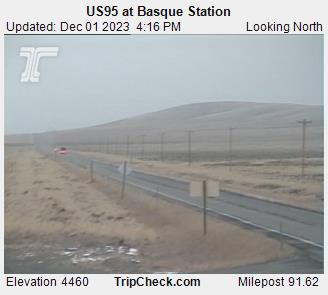 US95 at Basque Station
Updated: Dec 01 2023 4:16 PM Looking North
Elevation 4460 TripCheck.com Milepost 91.62